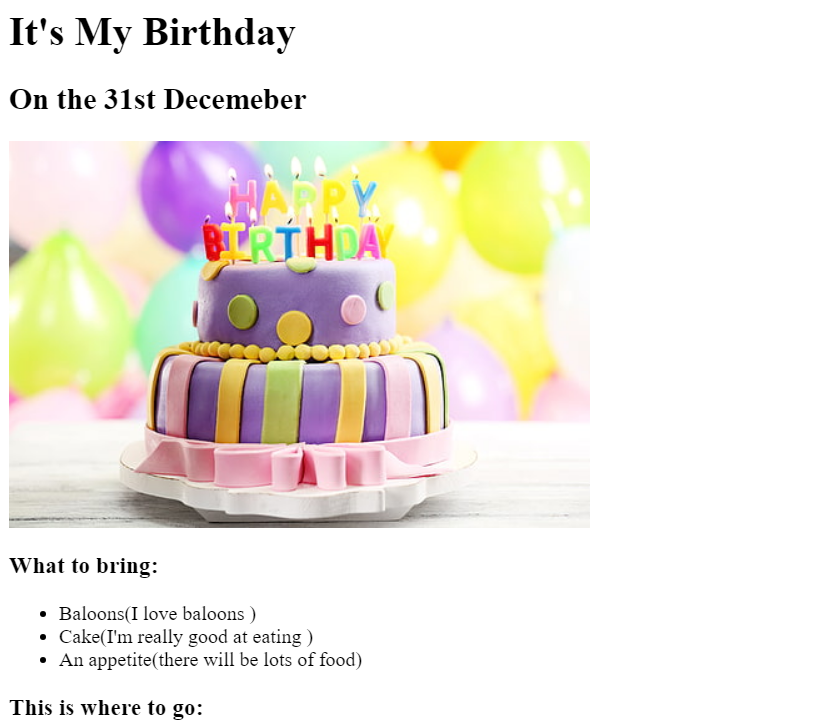 It's My Birthday
On the 31st Decemeber
HAPPY
BIRTHDAY
What to bring:
Baloons(I love baloons )
Cake(I'm really good at eating )
An appetite(there will be lots of food)
This is where to go: